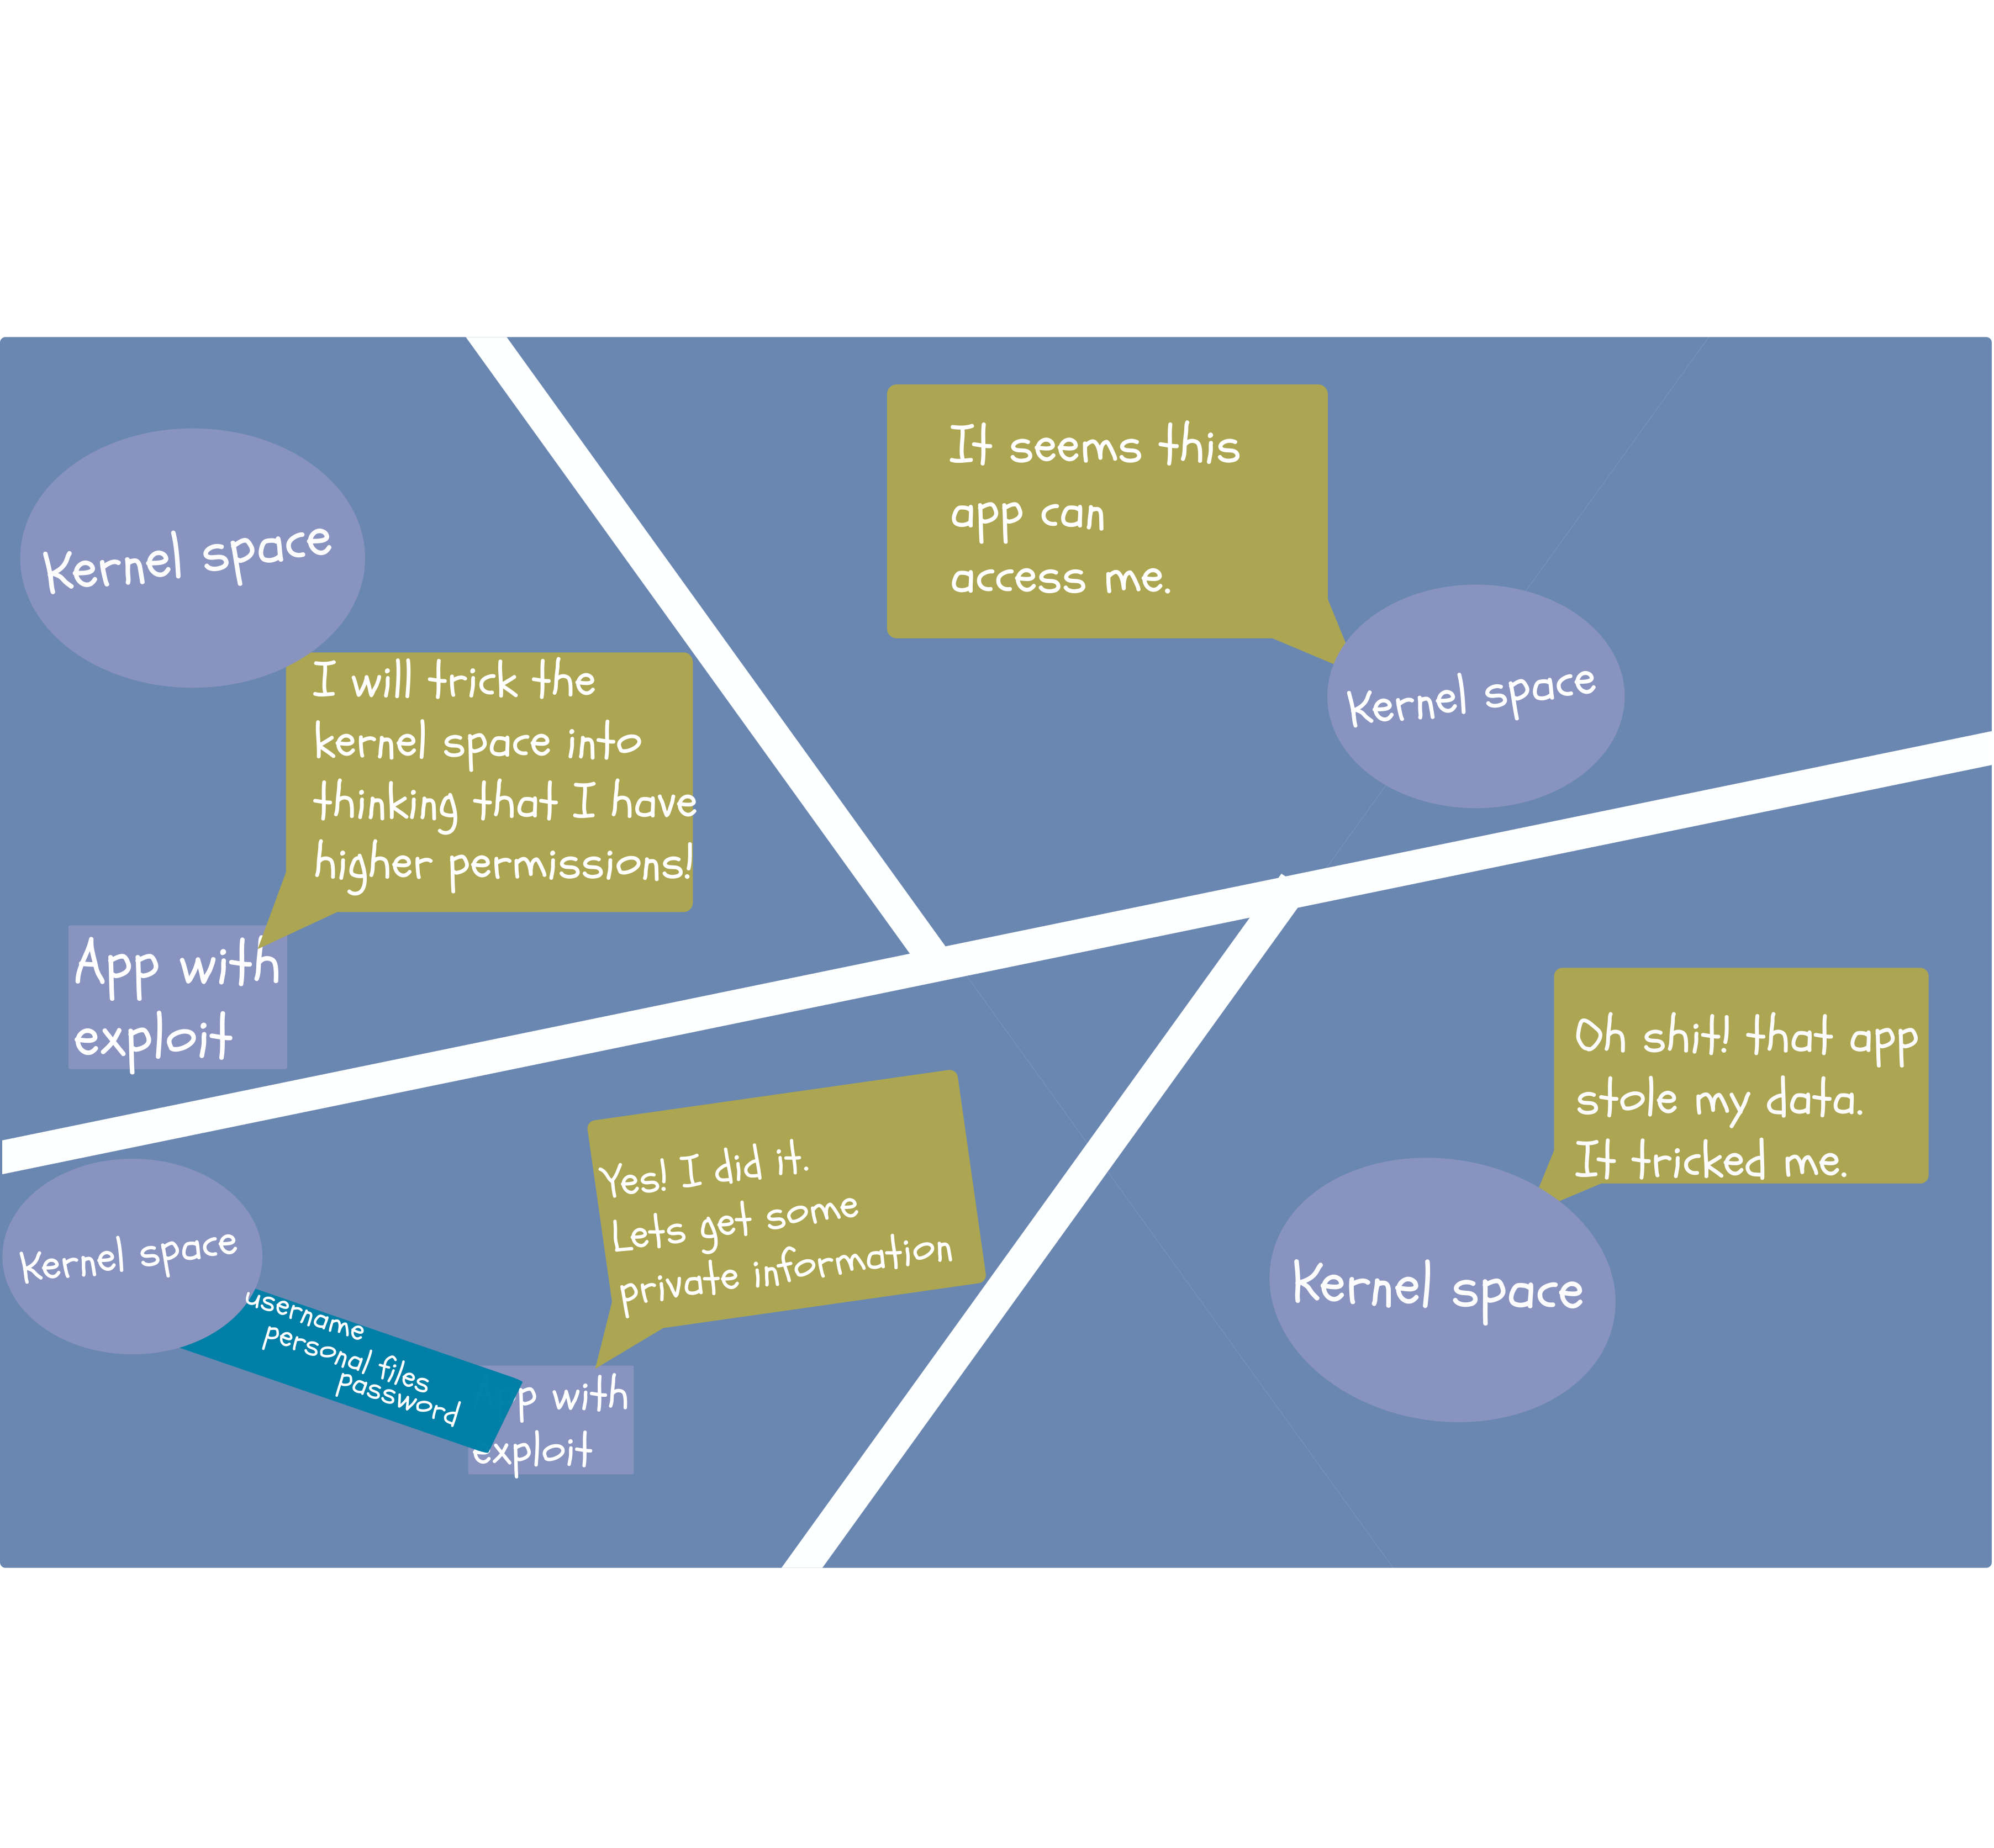 Kernel space
I will trick the
kernel space into
thinking that I have
higher permissions!
App with
exploit
It seems this
app can
access me.
Kernel space
Kernel space
username
personal files
password
Yes! I did it.
Lets get some
private information
p with
exploit
Oh shit! that app
stole my data.
It tricked me.
Kernel space